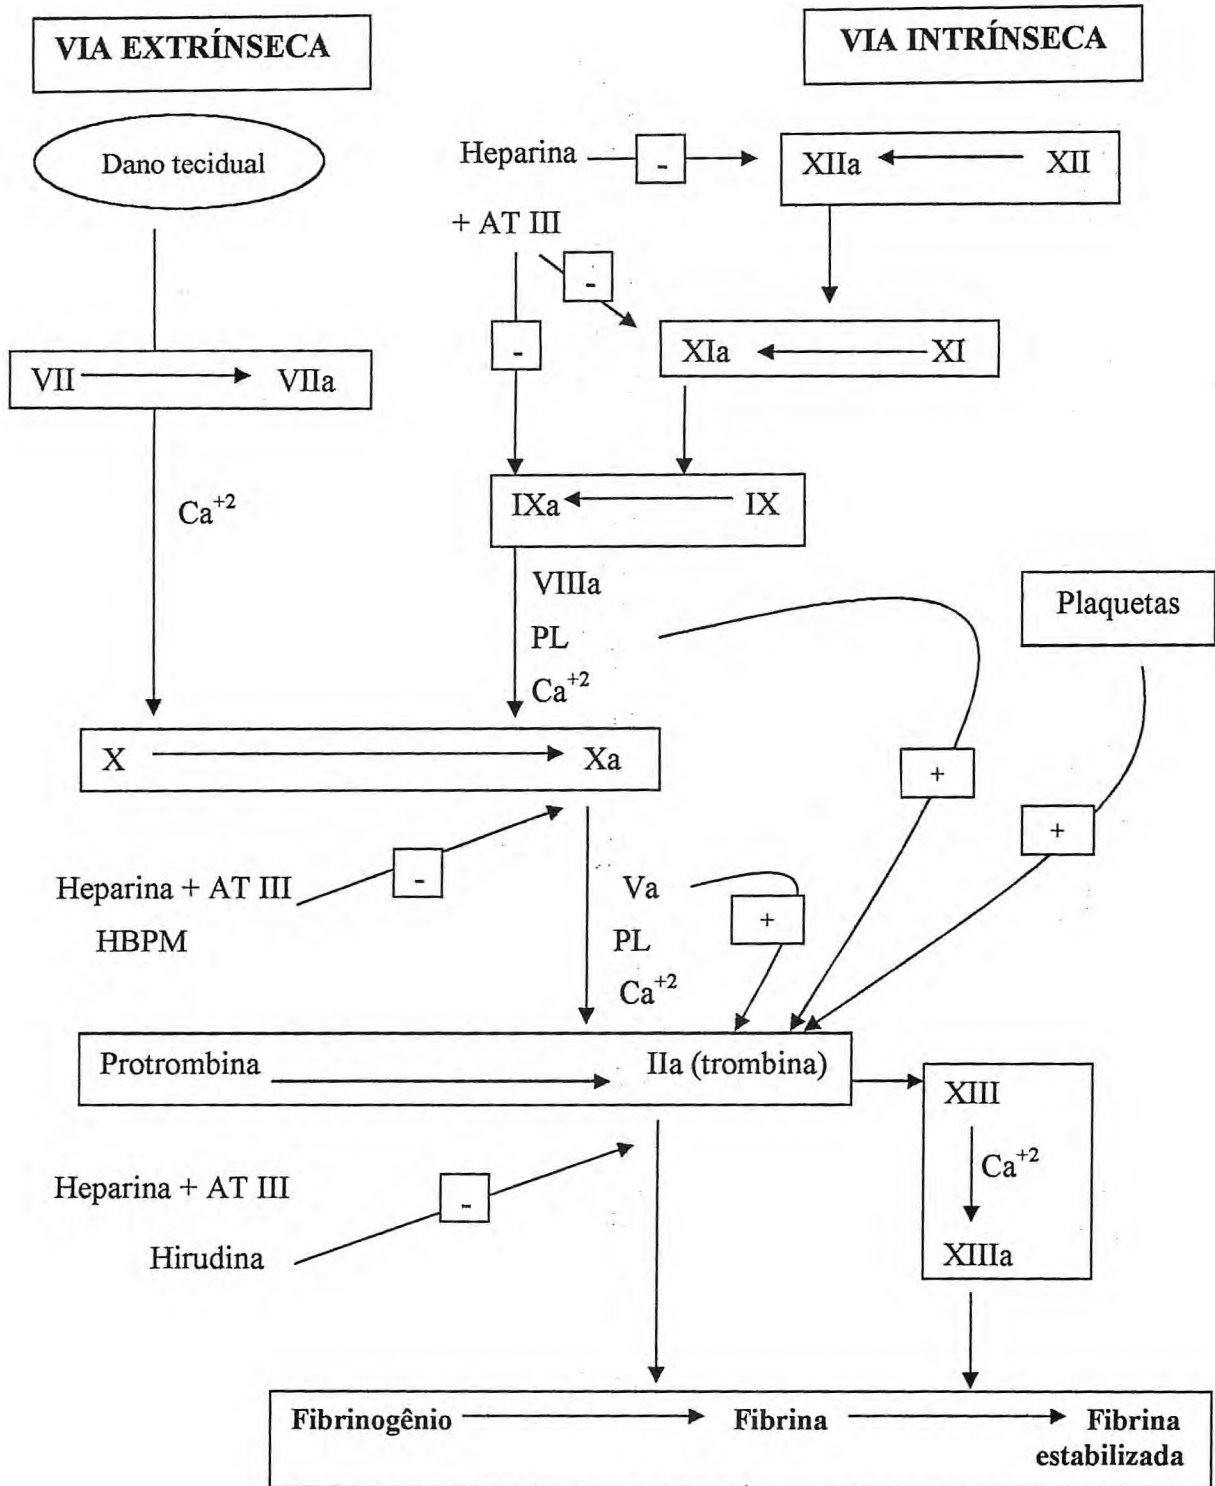 VIA EXTRÍNSECA
VIA INTRÍNSECA
Dano tecidual
Heparina - XIIa XII
+ AT III
-
-
XIa XI
VII VIIa
Ca+2
IXa IX
VIIIa
PL
Ca+2
Plaquetas
X Xa
+
+
Heparina + AT III
-
HBPM
Va
+
PL
Ca+2
Protrombina IIa (trombina)
XIII
Ca+2
XIIIa
Heparina + AT III
-
Hirudina
Fibrinogênio Fibrina Fibrina
estabilizada